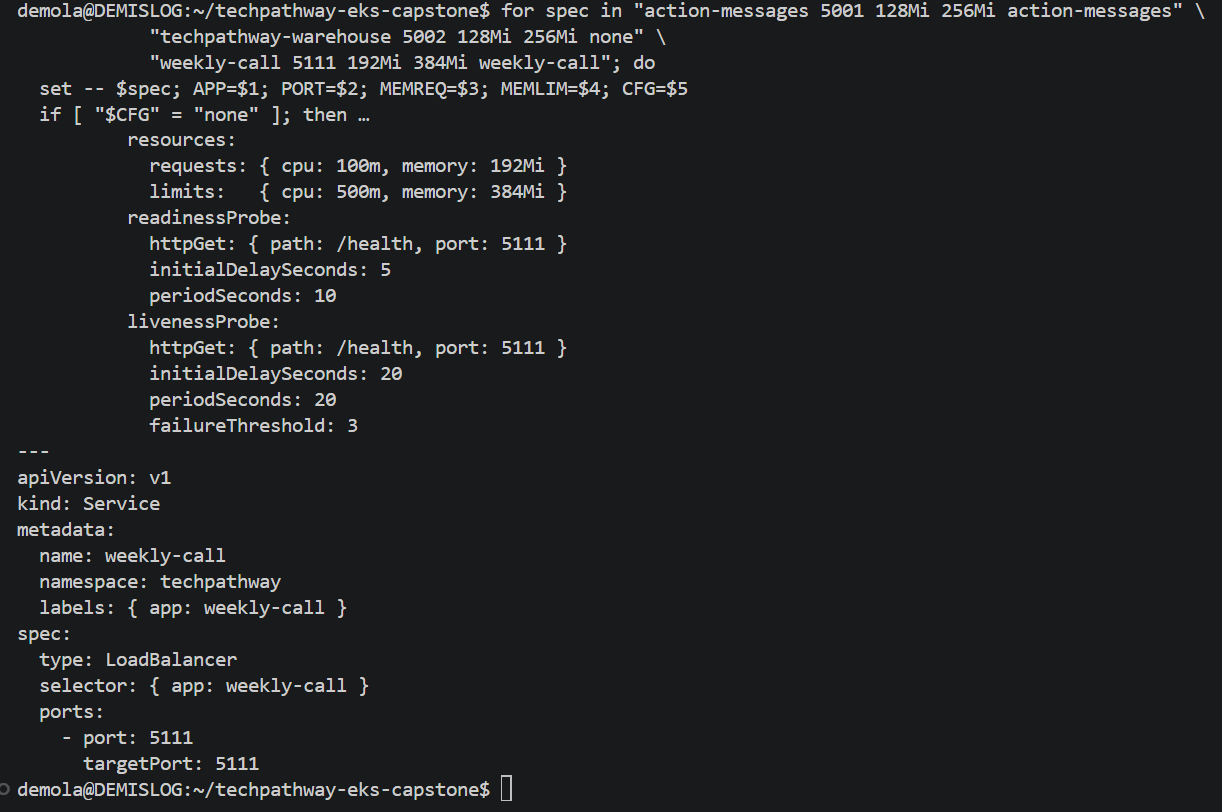 demola@DEMISLOG:~/techpathway-eks-capstone$ for spec in "action-messages 5001 128Mi 256Mi action-messages" \
            "techpathway-warehouse 5002 128Mi 256Mi none" \
            "weekly-call 5111 192Mi 384Mi weekly-call"; do
  set -- $spec; APP=$1; PORT=$2; MEMREQ=$3; MEMLIM=$4; CFG=$5
  if [ "$CFG" = "none" ]; then …
          resources:
            requests: { cpu: 100m, memory: 192Mi }
            limits:   { cpu: 500m, memory: 384Mi }
          readinessProbe:
            httpGet: { path: /health, port: 5111 }
            initialDelaySeconds: 5
            periodSeconds: 10
          livenessProbe:
            httpGet: { path: /health, port: 5111 }
            initialDelaySeconds: 20
            periodSeconds: 20
            failureThreshold: 3
---
apiVersion: v1
kind: Service
metadata:
  name: weekly-call
  namespace: techpathway
  labels: { app: weekly-call }
spec:
  type: LoadBalancer
  selector: { app: weekly-call }
  ports:
    - port: 5111
      targetPort: 5111
demola@DEMISLOG:~/techpathway-eks-capstone$